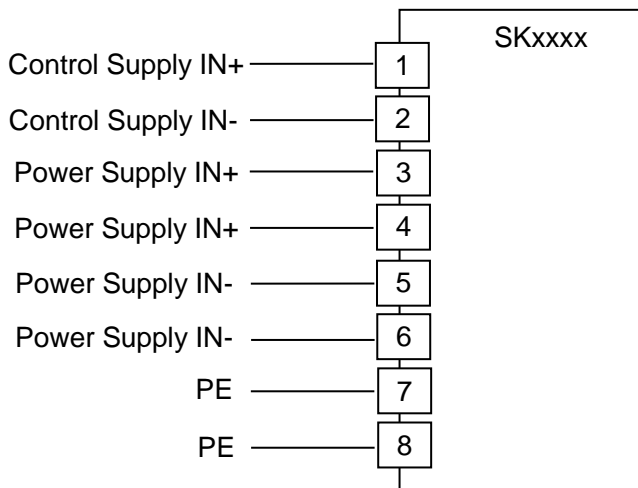 SKxxxx
Control Supply IN+ 1
Control Supply IN- 2
Power Supply IN+ 3
Power Supply IN+ 4
Power Supply IN- 5
Power Supply IN- 6
PE 7
PE 8